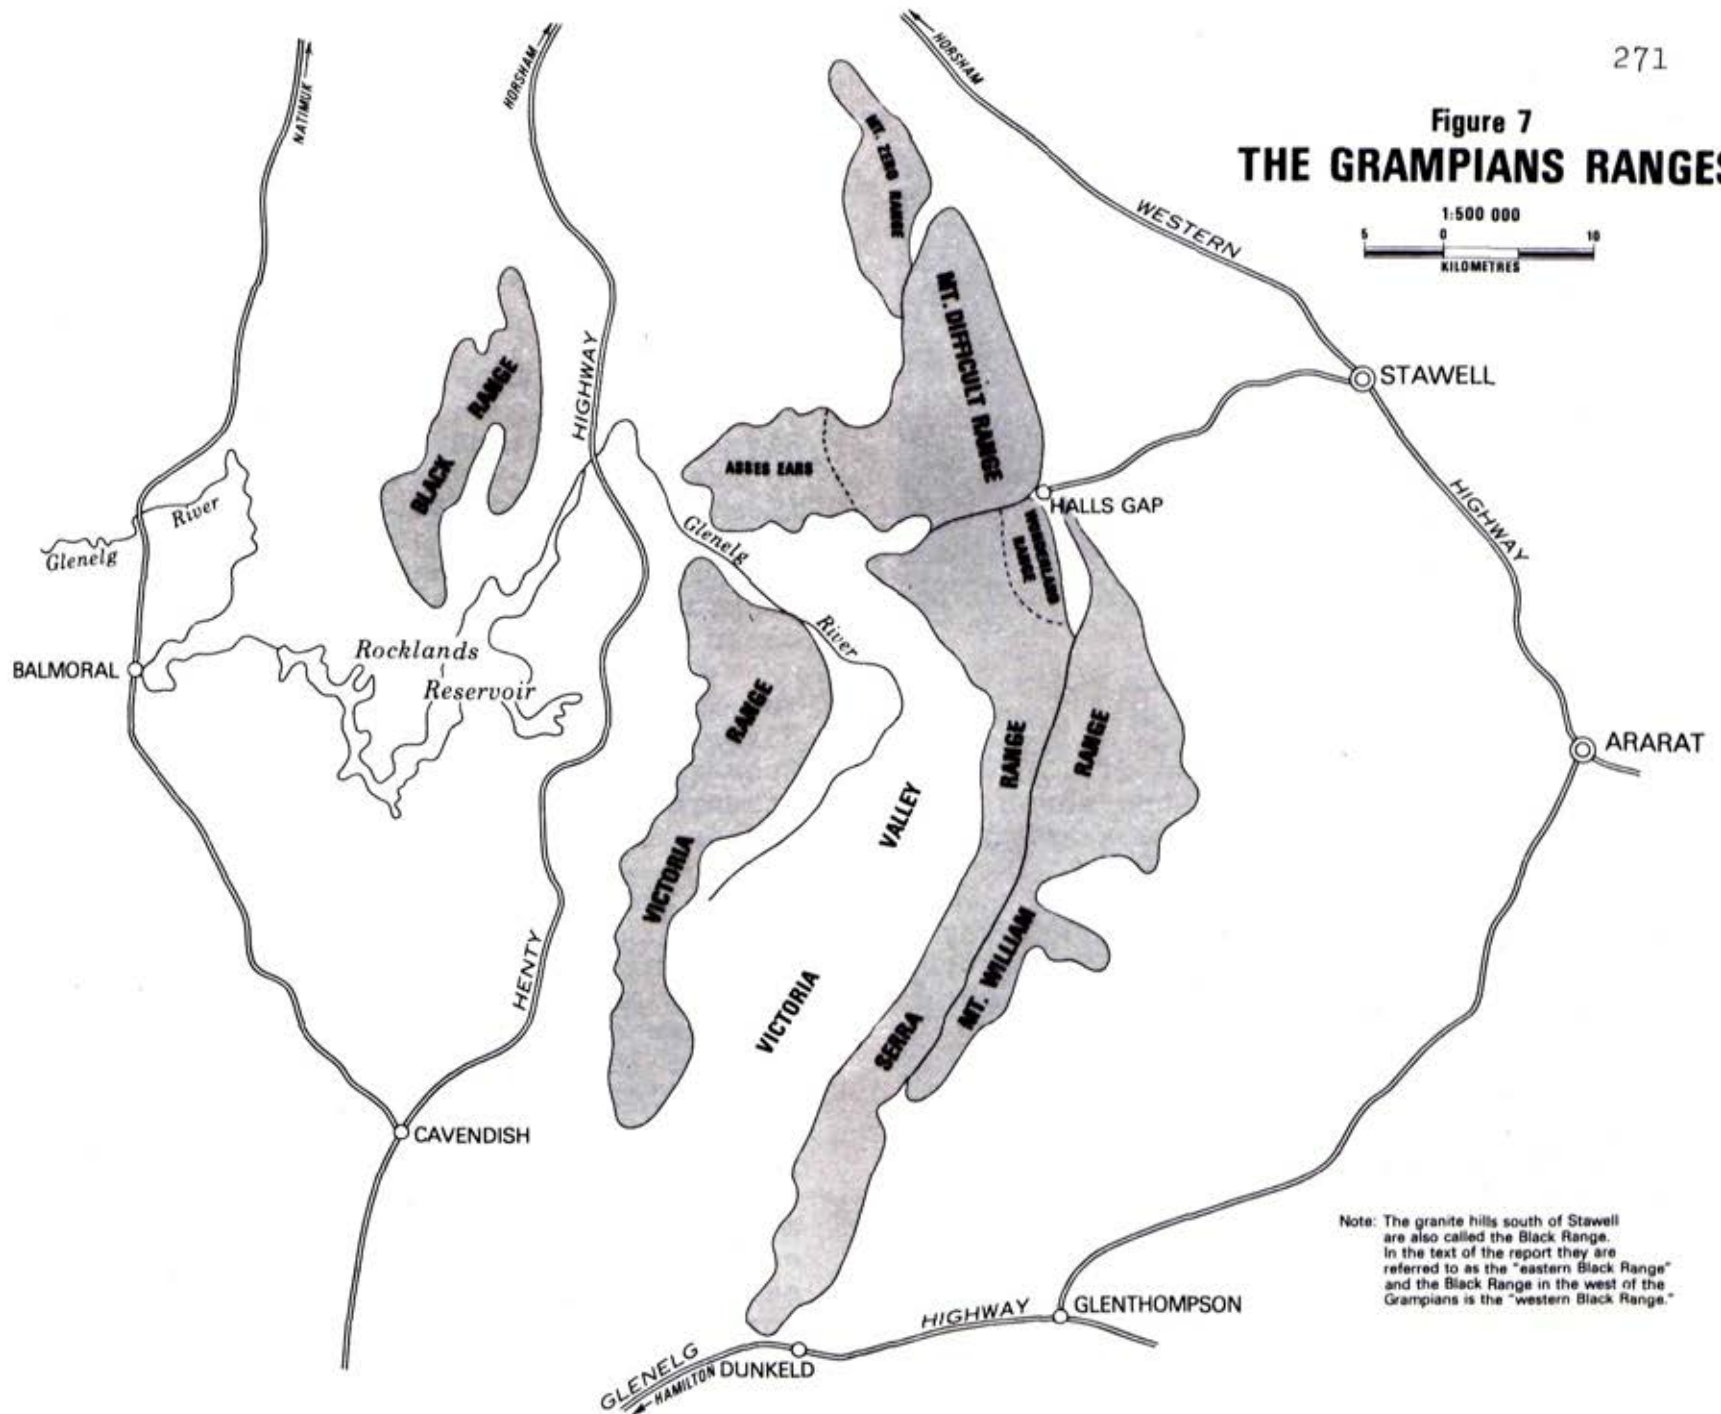 271
Figure 7
THE GRAMPIANS RANGES
1:500 000
5 0 10
KILOMETRES
NATIMUK
HORSHAM
HORSHAM
MT. ZERO RANGE
WESTERN
HIGHWAY
MT. DIFFICULT RANGE
BLACK RANGE
HIGHWAY
STAWELL
ASSES EARS
HALLS GAP
WONDERLAND
RANGE
River
Glenelg
Glenelg
River
HENTY
BALMORAL
Rocklands
Reservoir
VICTORIA RANGE
RANGE
RANGE
ARARAT
VALLEY
VICTORIA
MT. WILLIAM
SERRA
CAVENDISH
Note: The granite hills south of Stawell
are also called the Black Range.
In the text of the report they are
referred to as the "eastern Black Range"
and the Black Range in the west of the
Grampians is the "western Black Range."
HIGHWAY
GLENTHOMPSON
GLENELG
HAMILTON
DUNKELD